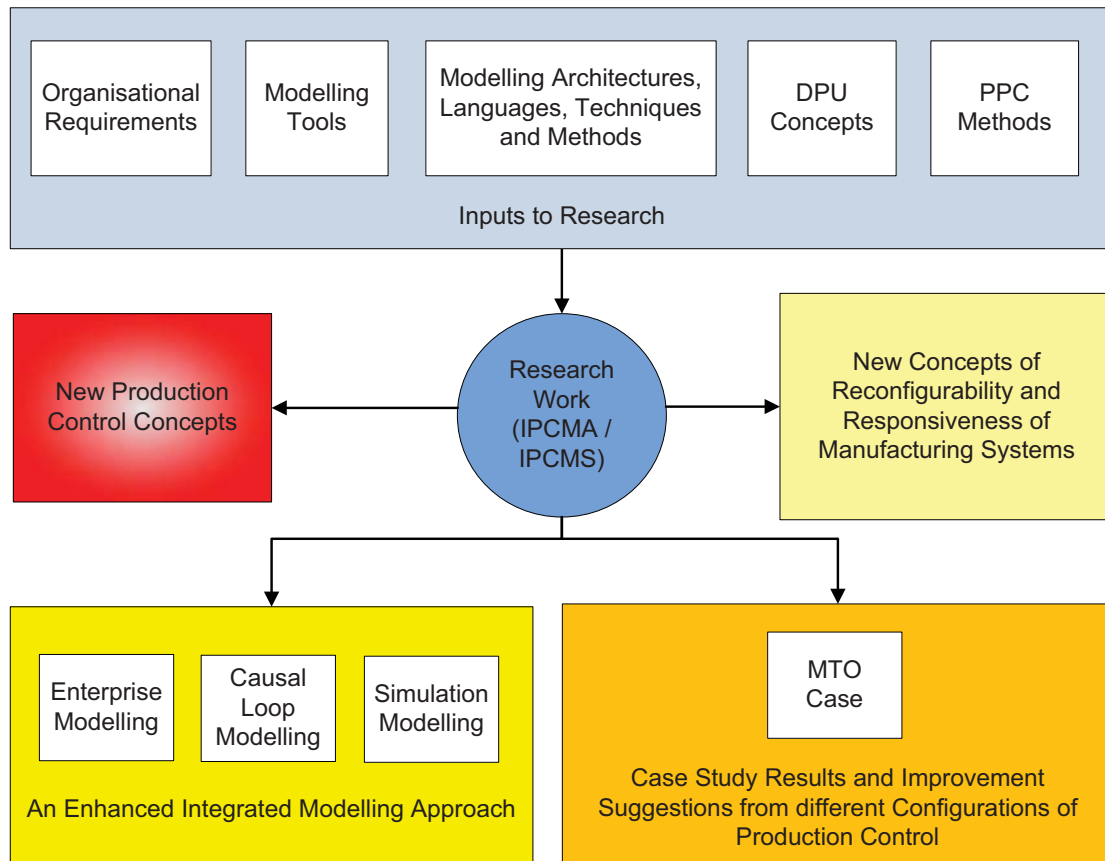 Organisational
Requirements
Modelling
Tools
Modelling Architectures,
Languages, Techniques
and Methods
DPU
Concepts
PPC
Methods
Inputs to Research
New Production
Control Concepts
Research
Work
(IPCMA /
IPCMS)
New Concepts of
Reconfigurability and
Responsiveness of
Manufacturing Systems
Enterprise
Modelling
Causal
Loop
Modelling
Simulation
Modelling
An Enhanced Integrated Modelling Approach
MTO
Case
Case Study Results and Improvement
Suggestions from different Configurations of
Production Control